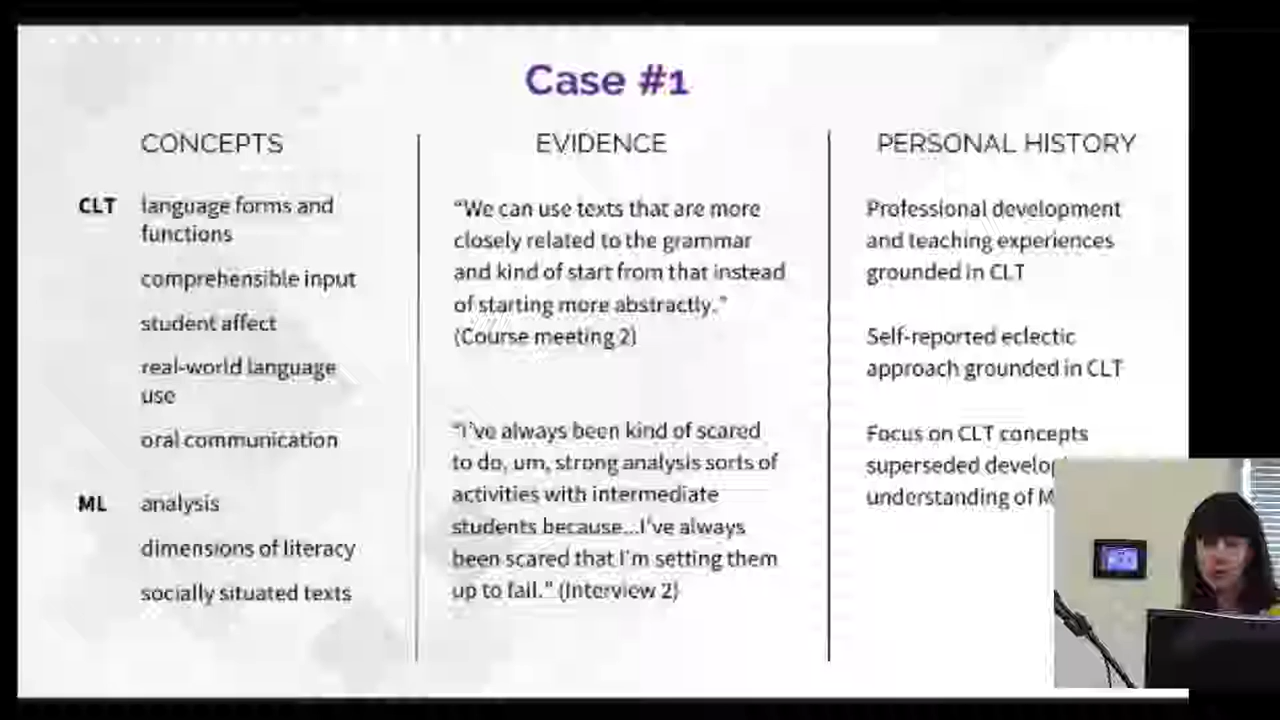 Case #1
CONCEPTS
CLT language forms and
functions
comprehensible input
student affect
real-world language
use
oral communication
ML analysis
dimensions of literacy
socially situated texts
EVIDENCE
“We can use texts that are more
closely related to the grammar
and kind of start from that instead
of starting more abstractly.”
(Course meeting 2)
“I’ve always been kind of scared
to do, um, strong analysis sorts of
activities with intermediate
students because...I’ve always
been scared that I’m setting them
up to fail.” (Interview 2)
PERSONAL HISTORY
Professional development
and teaching experiences
grounded in CLT
Self-reported eclectic
approach grounded in CLT
Focus on CLT concepts
superseded
understanding of